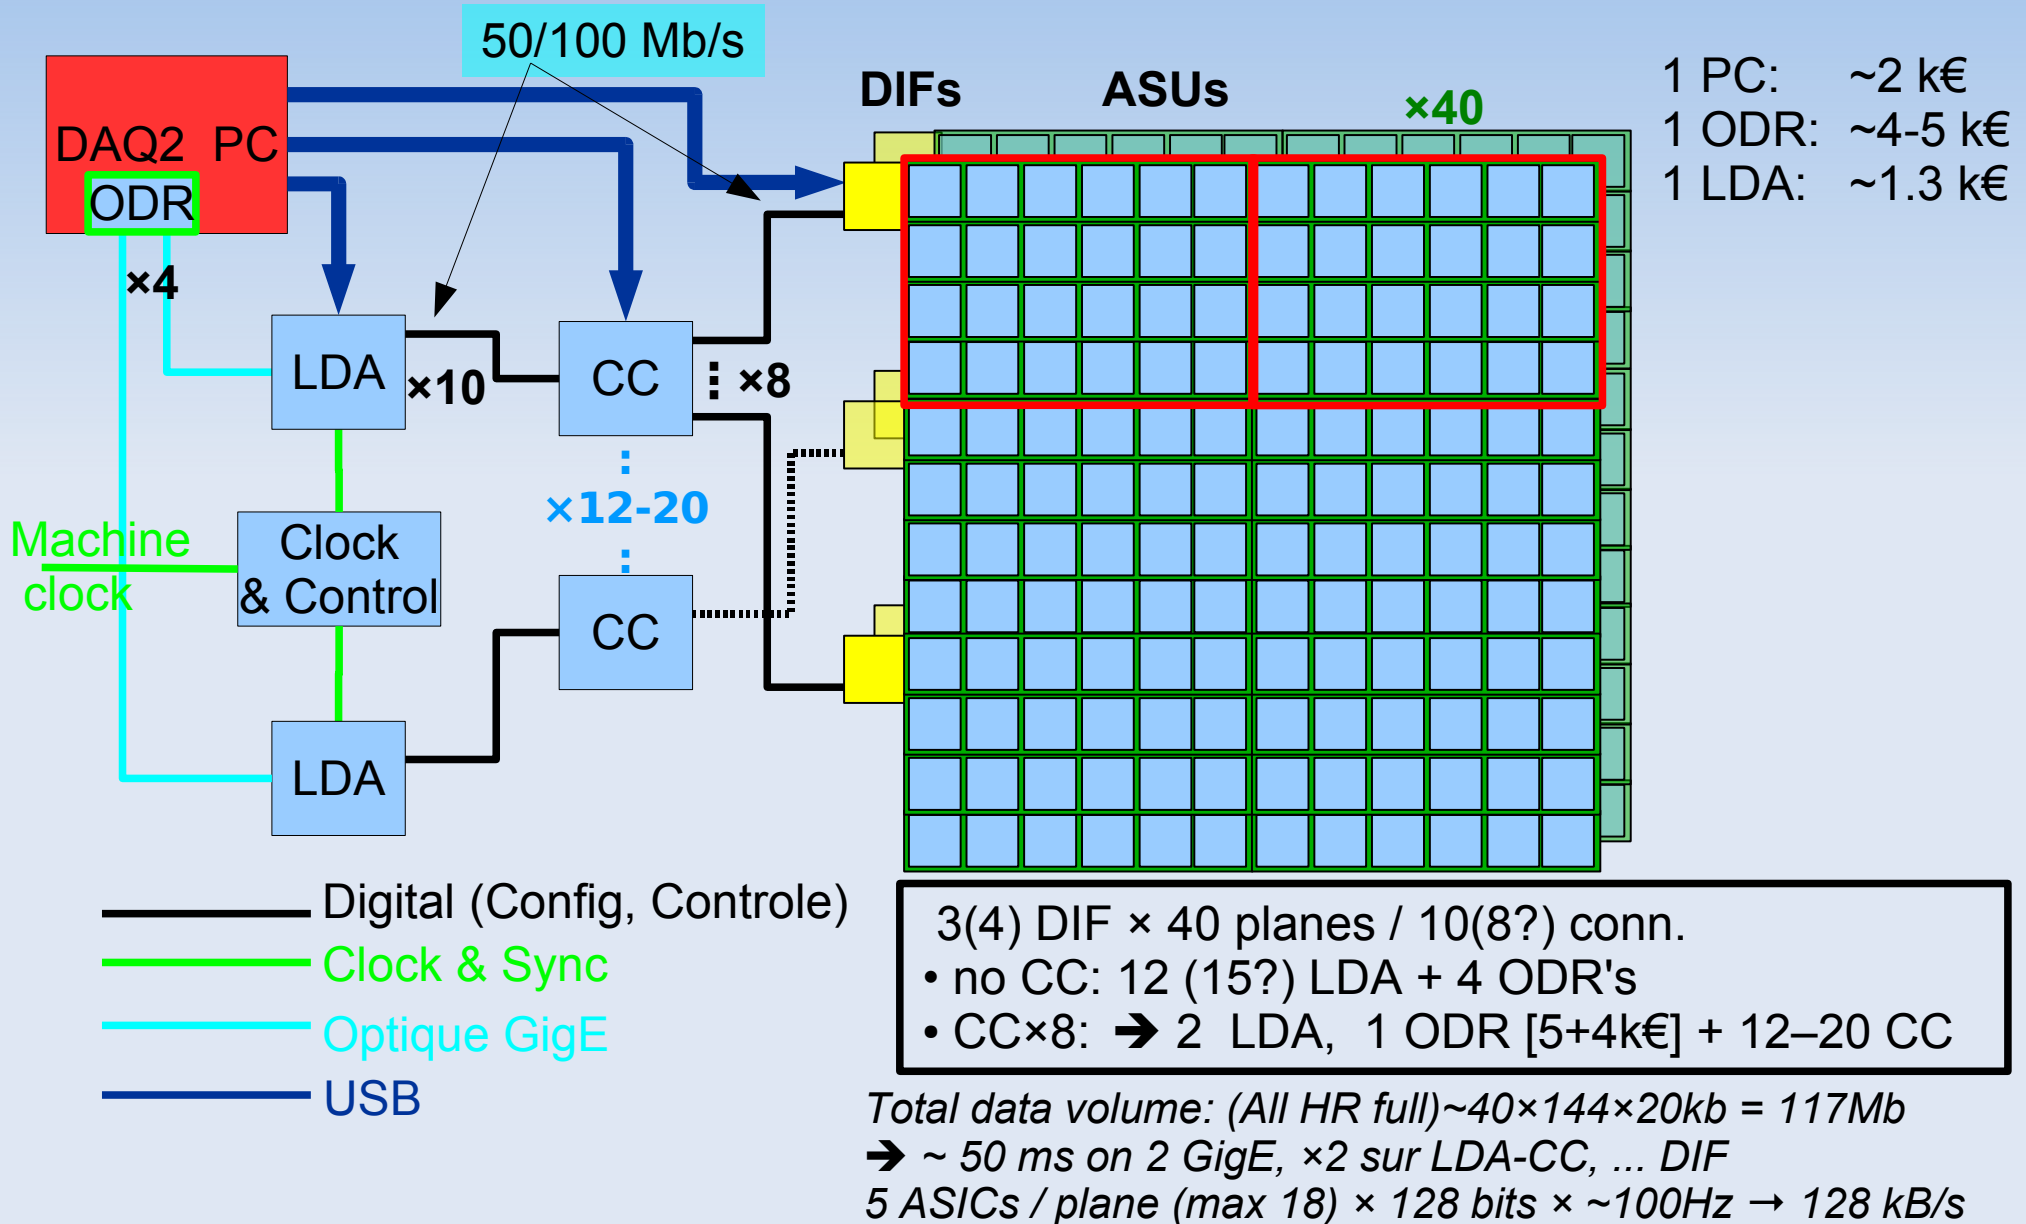 50/100 Mb/s
DAQ2 PC
ODR
×4
DIFs
ASUs
×40
1 PC: ~2 k€
1 ODR: ~4-5 k€
1 LDA: ~1.3 k€
LDA
×10
CC
⋮ ×8
:
×12-20
:
Machine
clock
Clock
& Control
CC
LDA
Digital (Config, Controle)
Clock & Sync
Optique GigE
USB
3(4) DIF × 40 planes / 10(8?) conn.
• no CC: 12 (15?) LDA + 4 ODR's
• CC×8: ➔ 2 LDA, 1 ODR [5+4k€] + 12–20 CC
Total data volume: (All HR full)~40×144×20kb = 117Mb
➔ ~ 50 ms on 2 GigE, ×2 sur LDA-CC, ... DIF
5 ASICs / plane (max 18) × 128 bits × ~100Hz → 128 kB/s